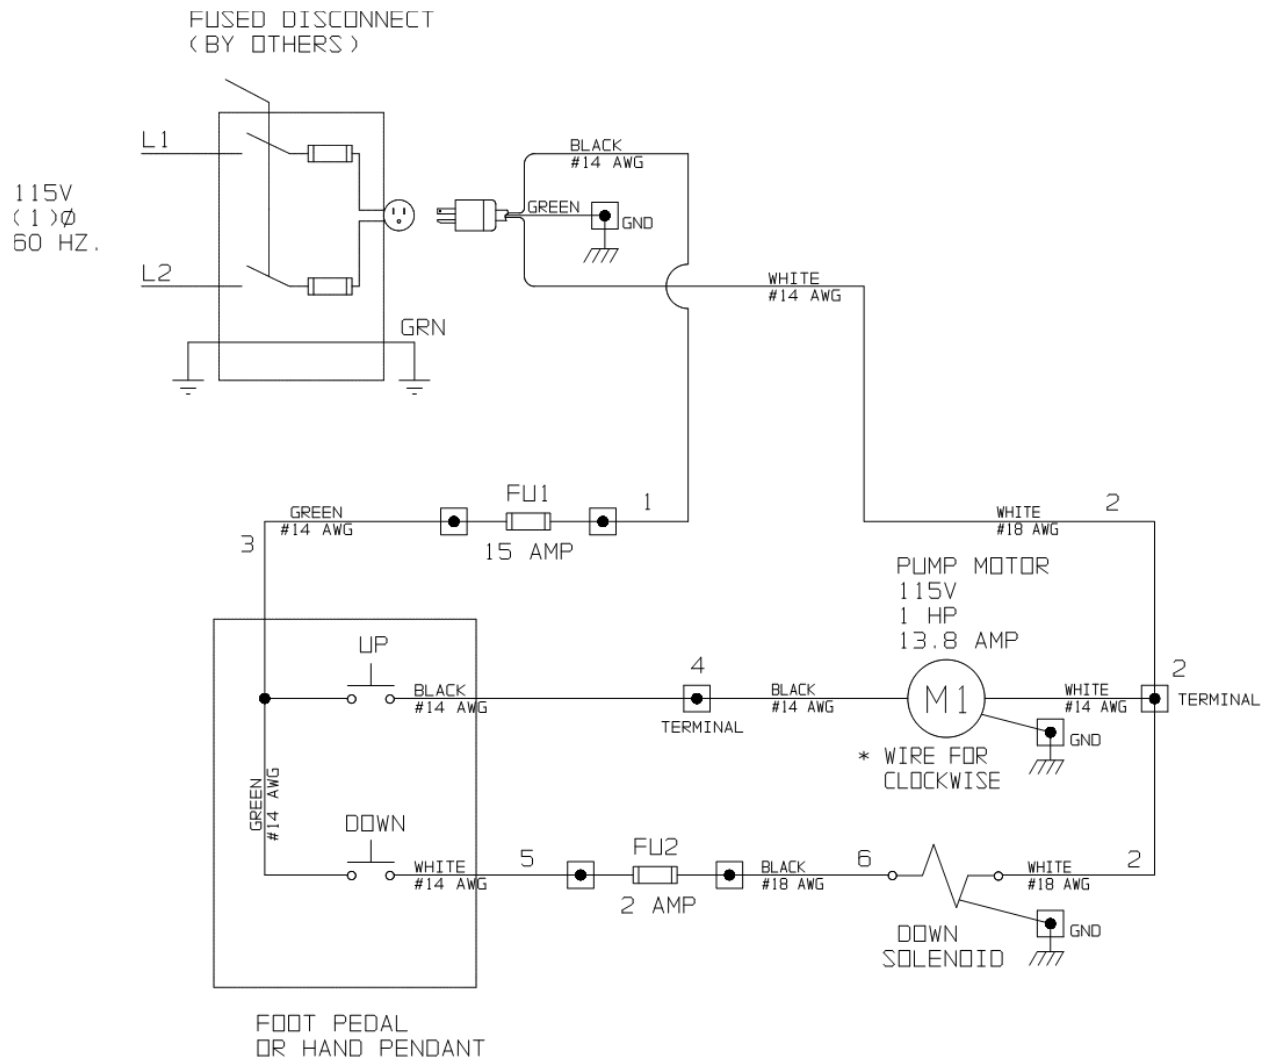 FUSED DISCONNECT
(BY OTHERS)
L1
115V
(1)Ø
60 HZ.
L2
GRN
BLACK
#14 AWG
GREEN
GND
WHITE
#14 AWG
GREEN
#14 AWG
3
FU1
15 AMP
1
WHITE
#18 AWG
2
PUMP MOTOR
115V
1 HP
13.8 AMP
UP
BLACK
#14 AWG
4
TERMINAL
BLACK
#14 AWG
M1
WHITE
#14 AWG
2
TERMINAL
GND
* WIRE FOR
CLOCKWISE
GREEN
#14 AWG
DOWN
WHITE
#14 AWG
5
FU2
2 AMP
BLACK
#18 AWG
6
WHITE
#18 AWG
2
GND
DOWN
SOLENOID
FOOT PEDAL
OR HAND PENDANT